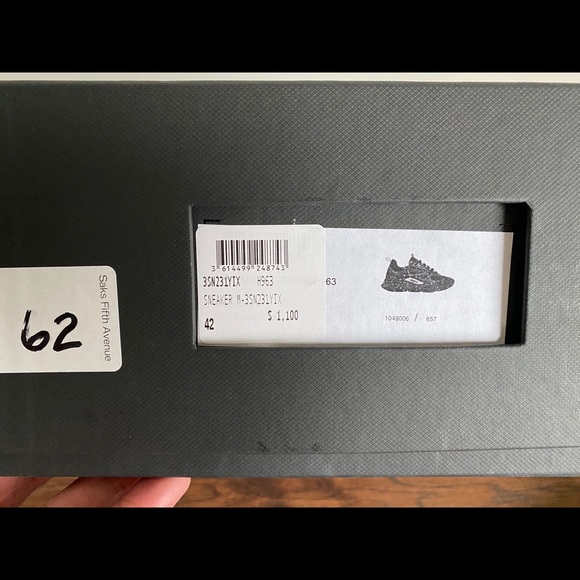 Saks Fifth Avenue
62
3 614499 248743
3SN231YIX H963
SNEAKER M-3SN231YIX
$ 1,100
42
63
1049006 / 657